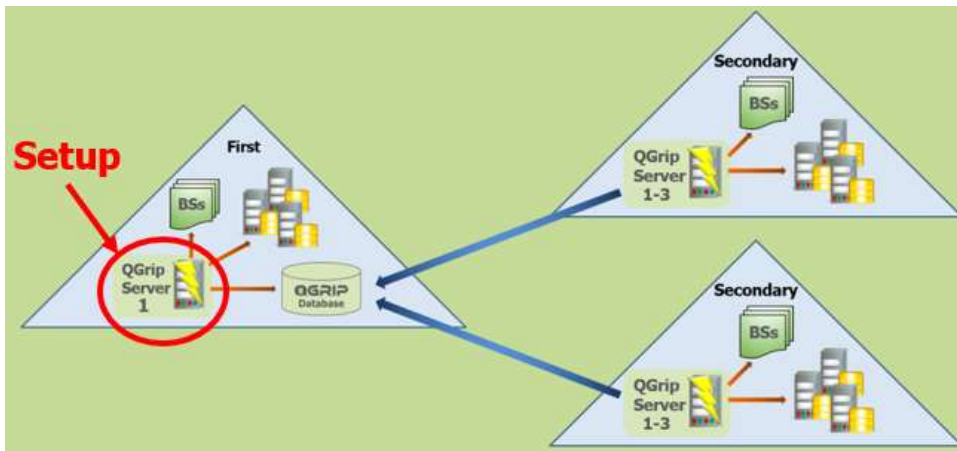 Setup
First
BSs
QGrip
Server
1
QGRIP
Database
Secondary
BSs
QGrip
Server
1-3
Secondary
BSs
QGrip
Server
1-3